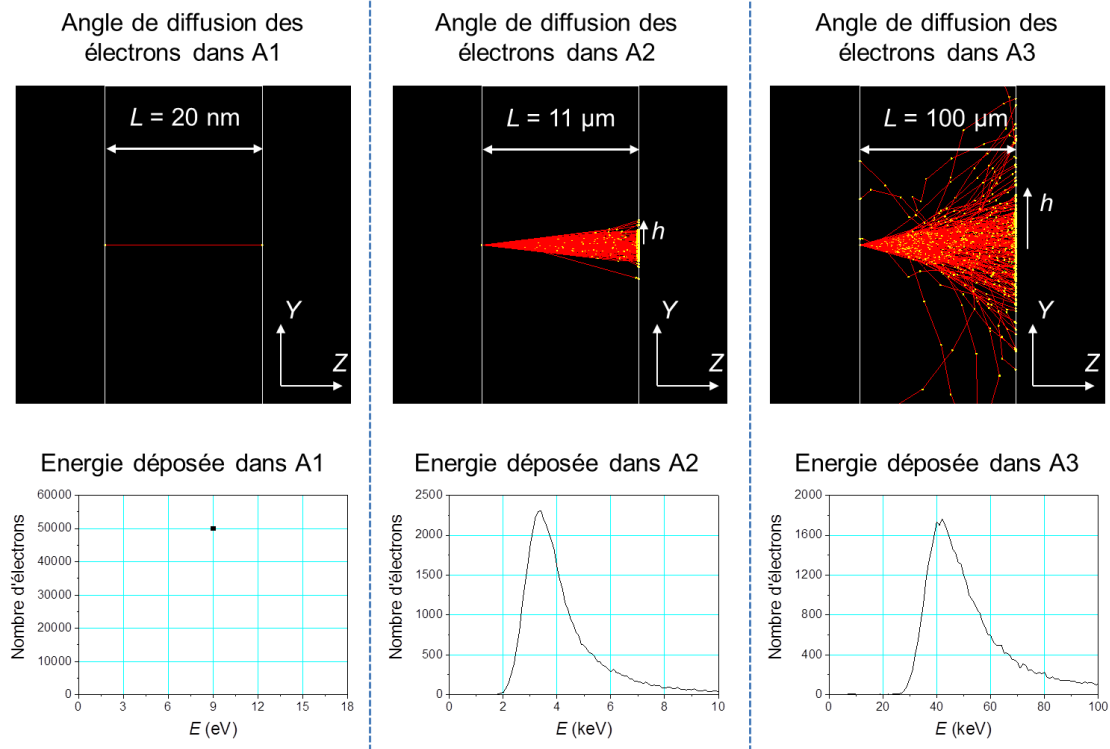 Angle de diffusion des
électrons dans A1
L = 20 nm
Y
Z
Energie déposée dans A1
60000
50000
40000
30000
20000
10000
0
Nombre d'électrons
0 3 6 9 12 15 18
E (eV)
Angle de diffusion des
électrons dans A2
L = 11 µm
h
Y
Z
Energie déposée dans A2
2500
2000
1500
1000
500
0
Nombre d'électrons
0 2 4 6 8 10
E (keV)
Angle de diffusion des
électrons dans A3
L = 100 µm
h
Y
Z
Energie déposée dans A3
2000
1600
1200
800
400
0
Nombre d'électrons
0 20 40 60 80 100
E (keV)